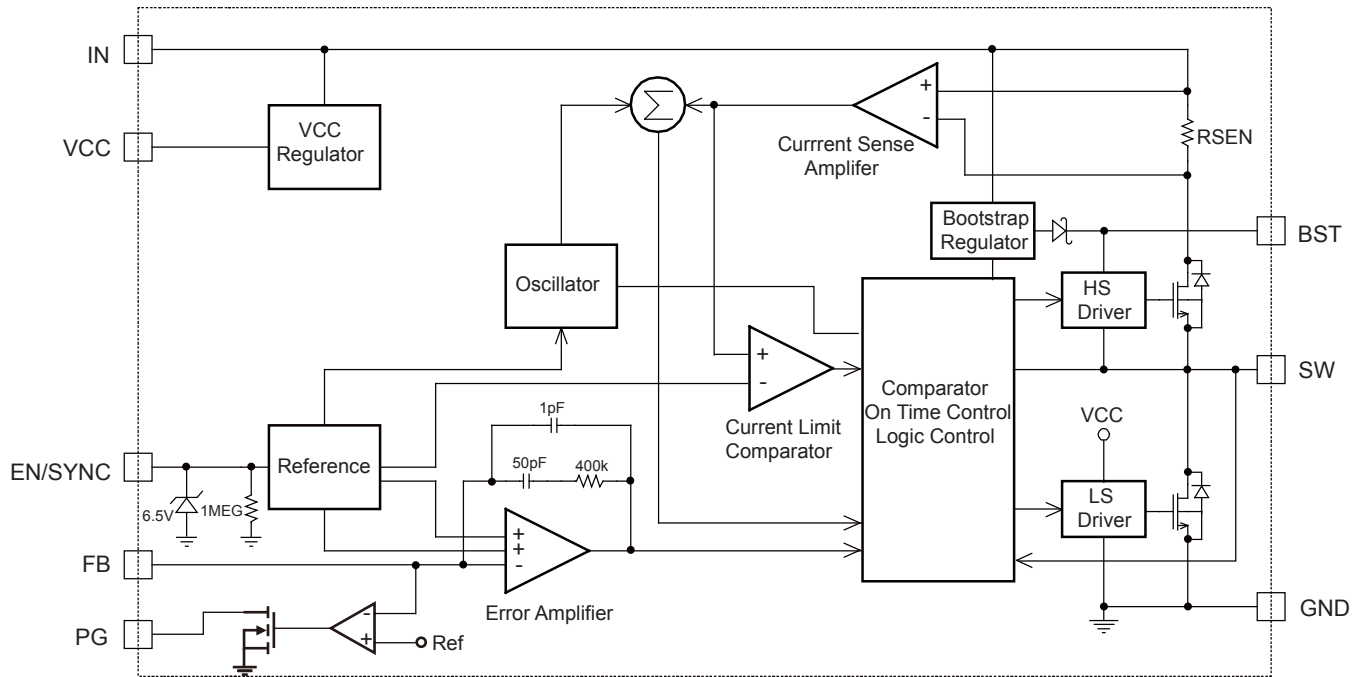 IN
VCC
VCC
Regulator
Σ
+
-
Currrent Sense
Amplifer
RSEN
Bootstrap
Regulator
BST
Oscillator
HS
Driver
+
-
Current Limit
Comparator
Comparator
On Time Control
Logic Control
SW
VCC
1pF
50pF
400k
EN/SYNC
Reference
6.5V
1MEG
LS
Driver
FB
+
+
-
Error Amplifier
PG
-
+
Ref
GND